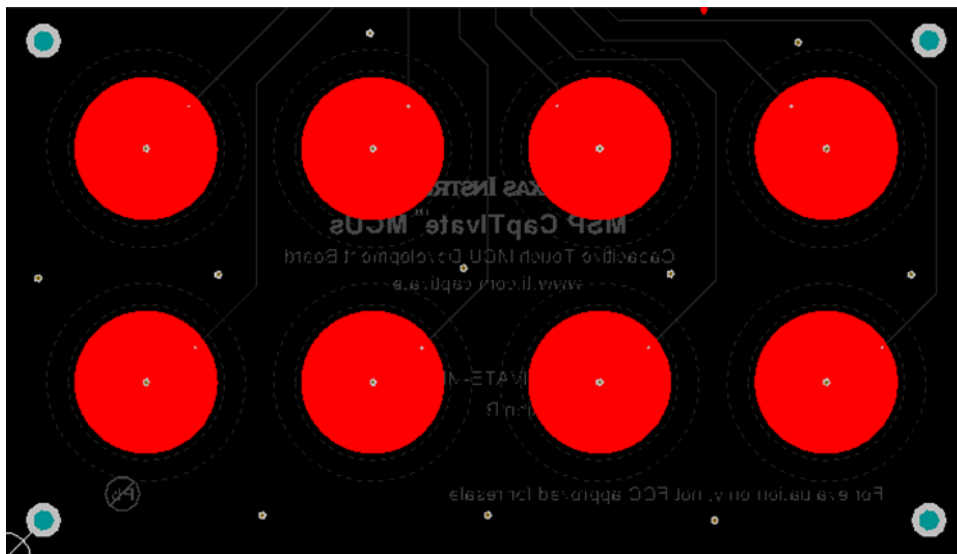 MSP CapTIvate™ MCUs
Capacitive Touch MCU Development Board
www.ti.com/captivate
Pb
For evaluation only; not FCC approved for resale